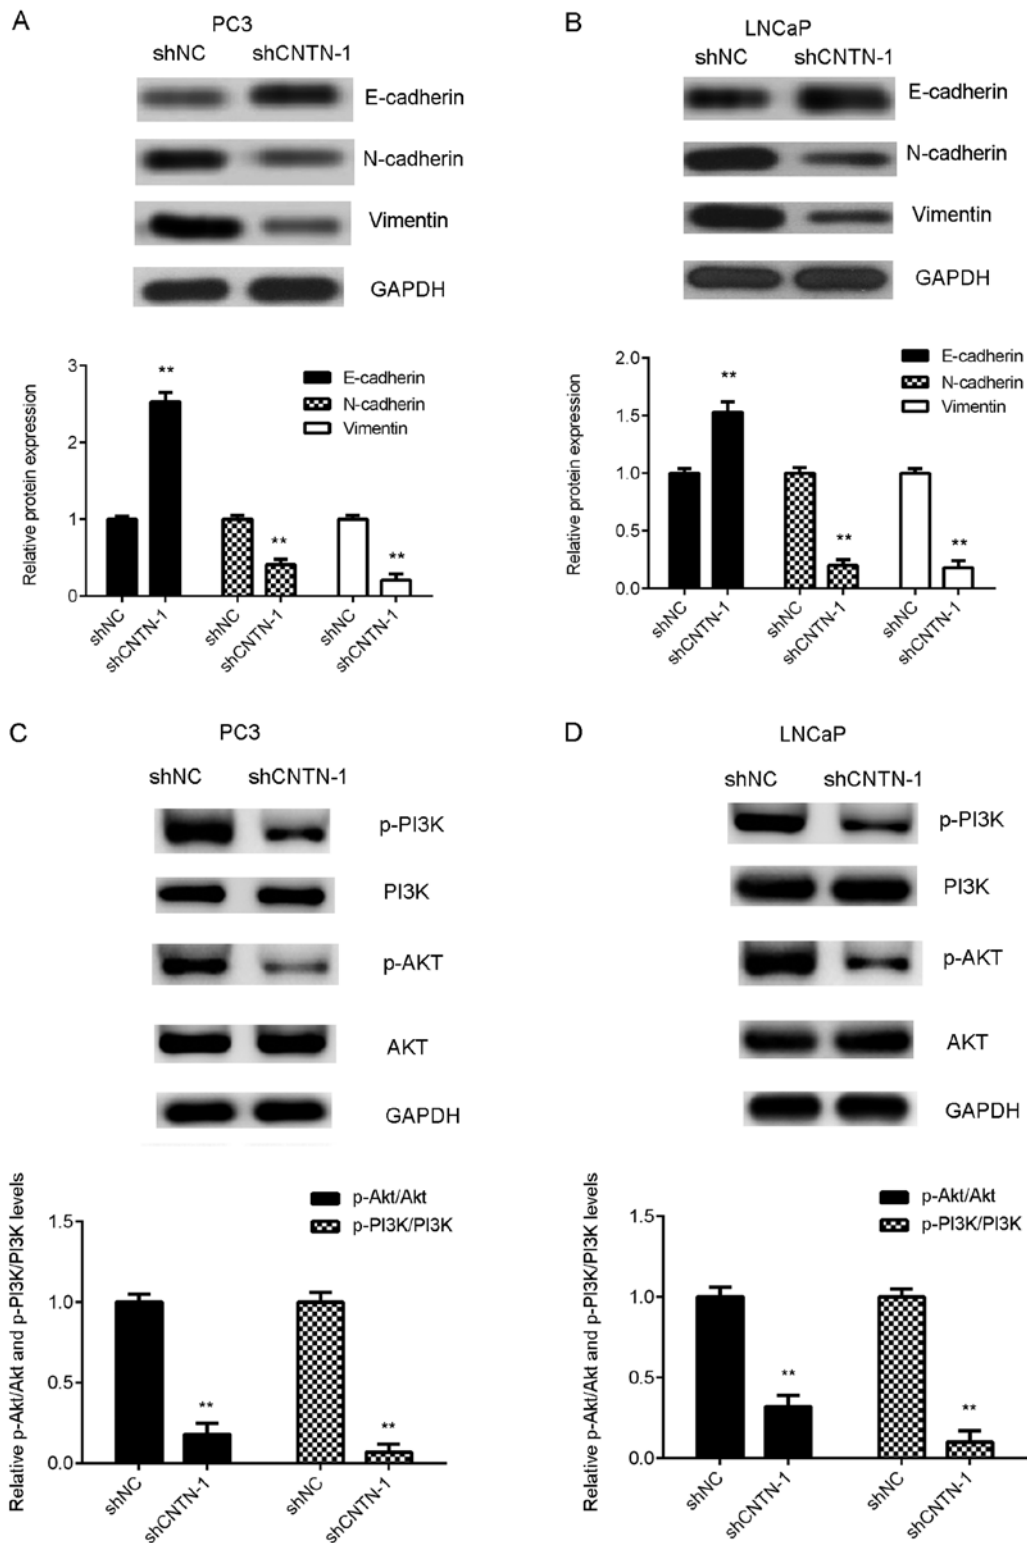 A
PC3
shNC shCNTN-1
E-cadherin
N-cadherin
Vimentin
GAPDH
Relative protein expression
3
2
1
0
**
**
**
E-cadherin
N-cadherin
Vimentin
shNC
shCNTN-1
shNC
shCNTN-1
shNC
shCNTN-1
B
LNCaP
shNC shCNTN-1
E-cadherin
N-cadherin
Vimentin
GAPDH
Relative protein expression
2.0
1.5
1.0
0.5
0.0
**
**
**
E-cadherin
N-cadherin
Vimentin
shNC
shCNTN-1
shNC
shCNTN-1
shNC
shCNTN-1
C
PC3
shNC shCNTN-1
p-PI3K
PI3K
p-AKT
AKT
GAPDH
Relative p-Akt/Akt and p-PI3K/PI3K levels
1.5
1.0
0.5
0.0
**
**
p-Akt/Akt
p-PI3K/PI3K
shNC
shCNTN-1
shNC
shCNTN-1
D
LNCaP
shNC shCNTN-1
p-PI3K
PI3K
p-AKT
AKT
GAPDH
Relative p-Akt/Akt and p-PI3K/PI3K levels
1.5
1.0
0.5
0.0
**
**
p-Akt/Akt
p-PI3K/PI3K
shNC
shCNTN-1
shNC
shCNTN-1